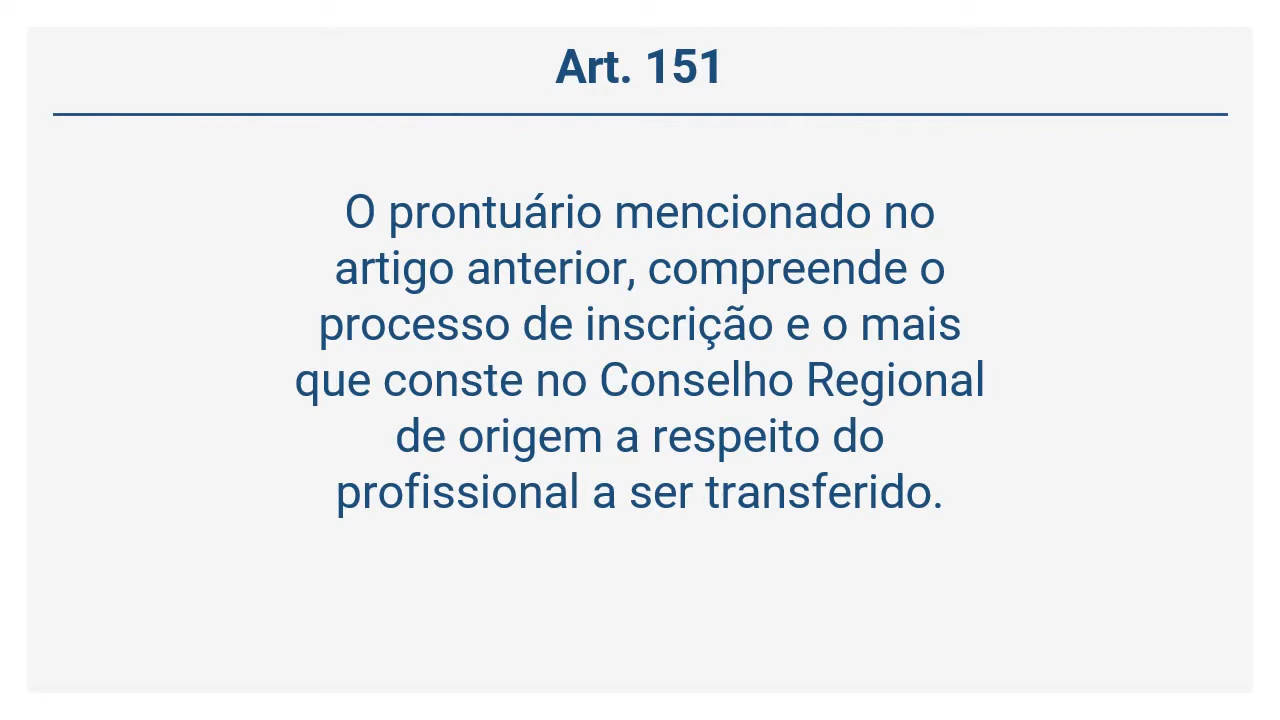 Art. 151
O prontuário mencionado no
artigo anterior, compreende o
processo de inscrição e o mais
que conste no Conselho Regional
de origem a respeito do
profissional a ser transferido.